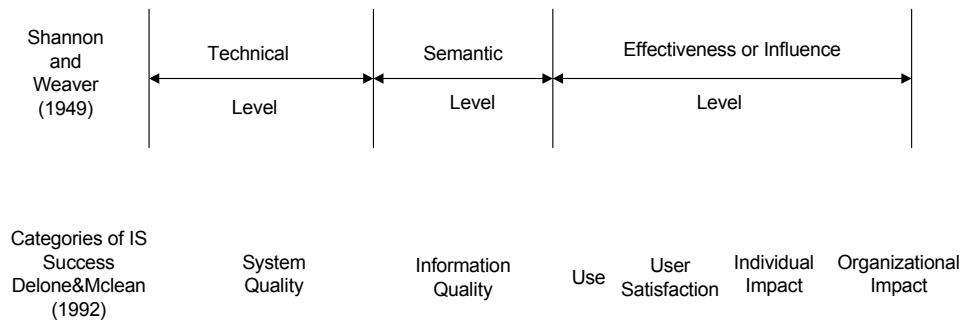 Shannon
and
Weaver
(1949)
Technical
Level
Semantic
Level
Effectiveness or Influence
Level
Categories of IS
Success
Delone&Mclean
(1992)
System
Quality
Information
Quality
Use
User
Satisfaction
Individual
Impact
Organizational
Impact